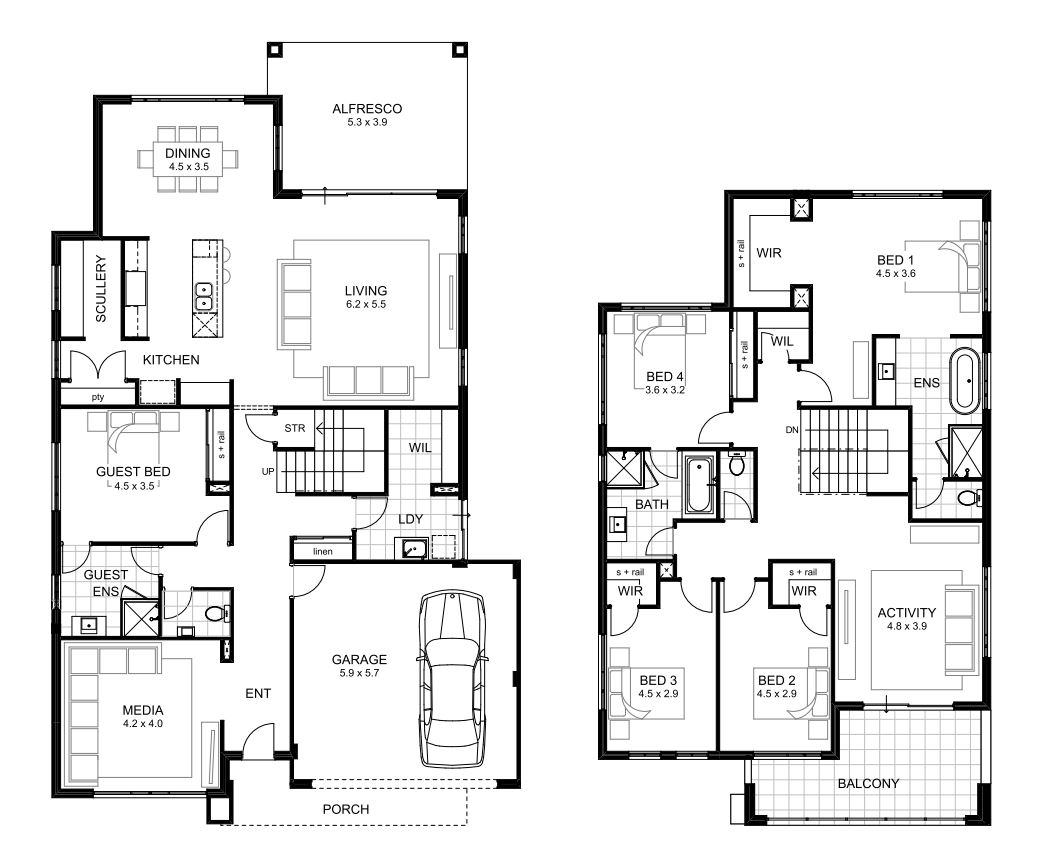 ALFRESCO
5.3 x 3.9
DINING
4.5 x 3.5
SCULLERY
LIVING
6.2 x 5.5
KITCHEN
pty
STR
UP
s + rail
GUEST BED
4.5 x 3.5
WIL
LDY
linen
GUEST
ENS
GARAGE
5.9 x 5.7
ENT
MEDIA
4.2 x 4.0
PORCH
s + rail
WIR
BED 1
4.5 x 3.6
WIL
s + rail
BED 4
3.6 x 3.2
ENS
DN
BATH
s + rail
WIR
s + rail
WIR
ACTIVITY
4.8 x 3.9
BED 3
4.5 x 2.9
BED 2
4.5 x 2.9
BALCONY